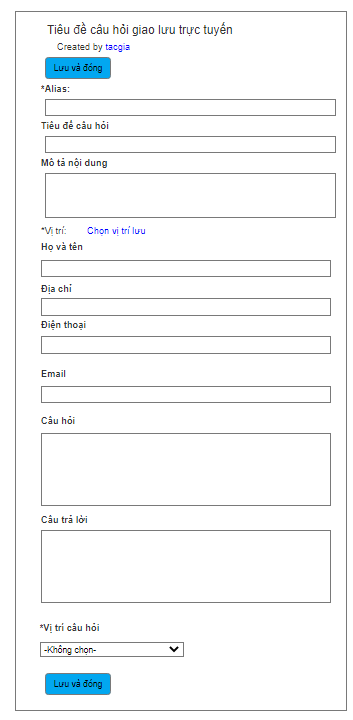 Tiêu đề câu hỏi giao lưu trực tuyến
Created by tacgia
Lưu và đóng
*Alias:
Tiêu đề câu hỏi
Mô tả nội dung
*Vị trí: Chọn vị trí lưu
Họ và tên
Địa chỉ
Điện thoại
Email
Câu hỏi
Câu trả lời
*Vị trí câu hỏi
-Không chọn-
Lưu và đóng